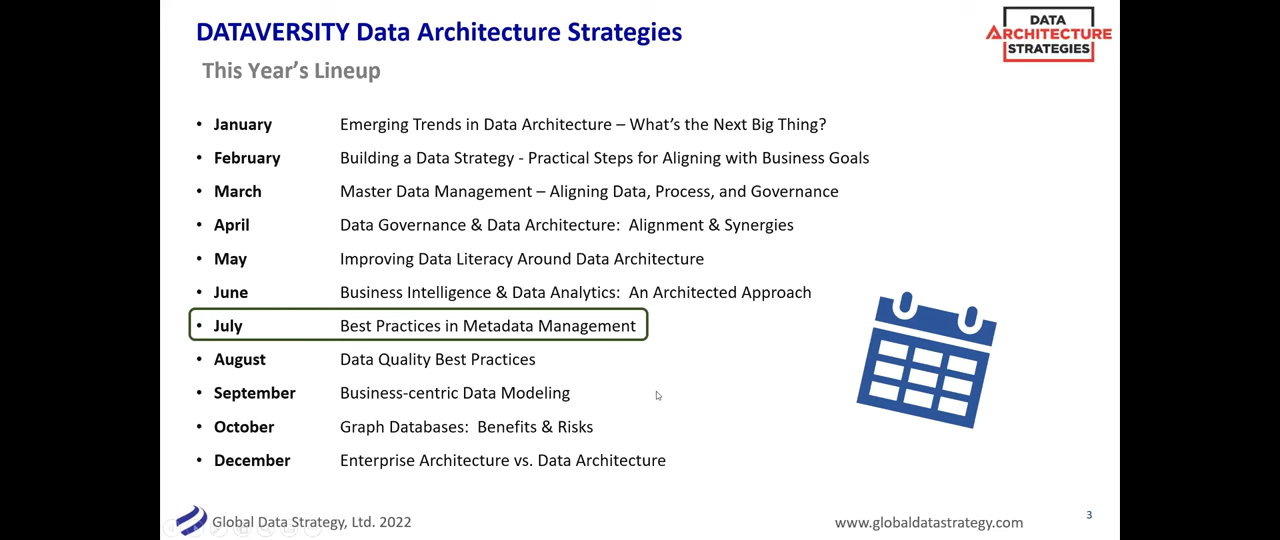 DATAVERSITY Data Architecture Strategies
DATA
ARCHITECTURE
STRATEGIES
This Year's Lineup
• January Emerging Trends in Data Architecture – What's the Next Big Thing?
• February Building a Data Strategy - Practical Steps for Aligning with Business Goals
• March Master Data Management – Aligning Data, Process, and Governance
• April Data Governance & Data Architecture: Alignment & Synergies
• May Improving Data Literacy Around Data Architecture
• June Business Intelligence & Data Analytics: An Architected Approach
• July Best Practices in Metadata Management
• August Data Quality Best Practices
• September Business-centric Data Modeling
• October Graph Databases: Benefits & Risks
• December Enterprise Architecture vs. Data Architecture
Global Data Strategy, Ltd. 2022
www.globaldatastrategy.com
3